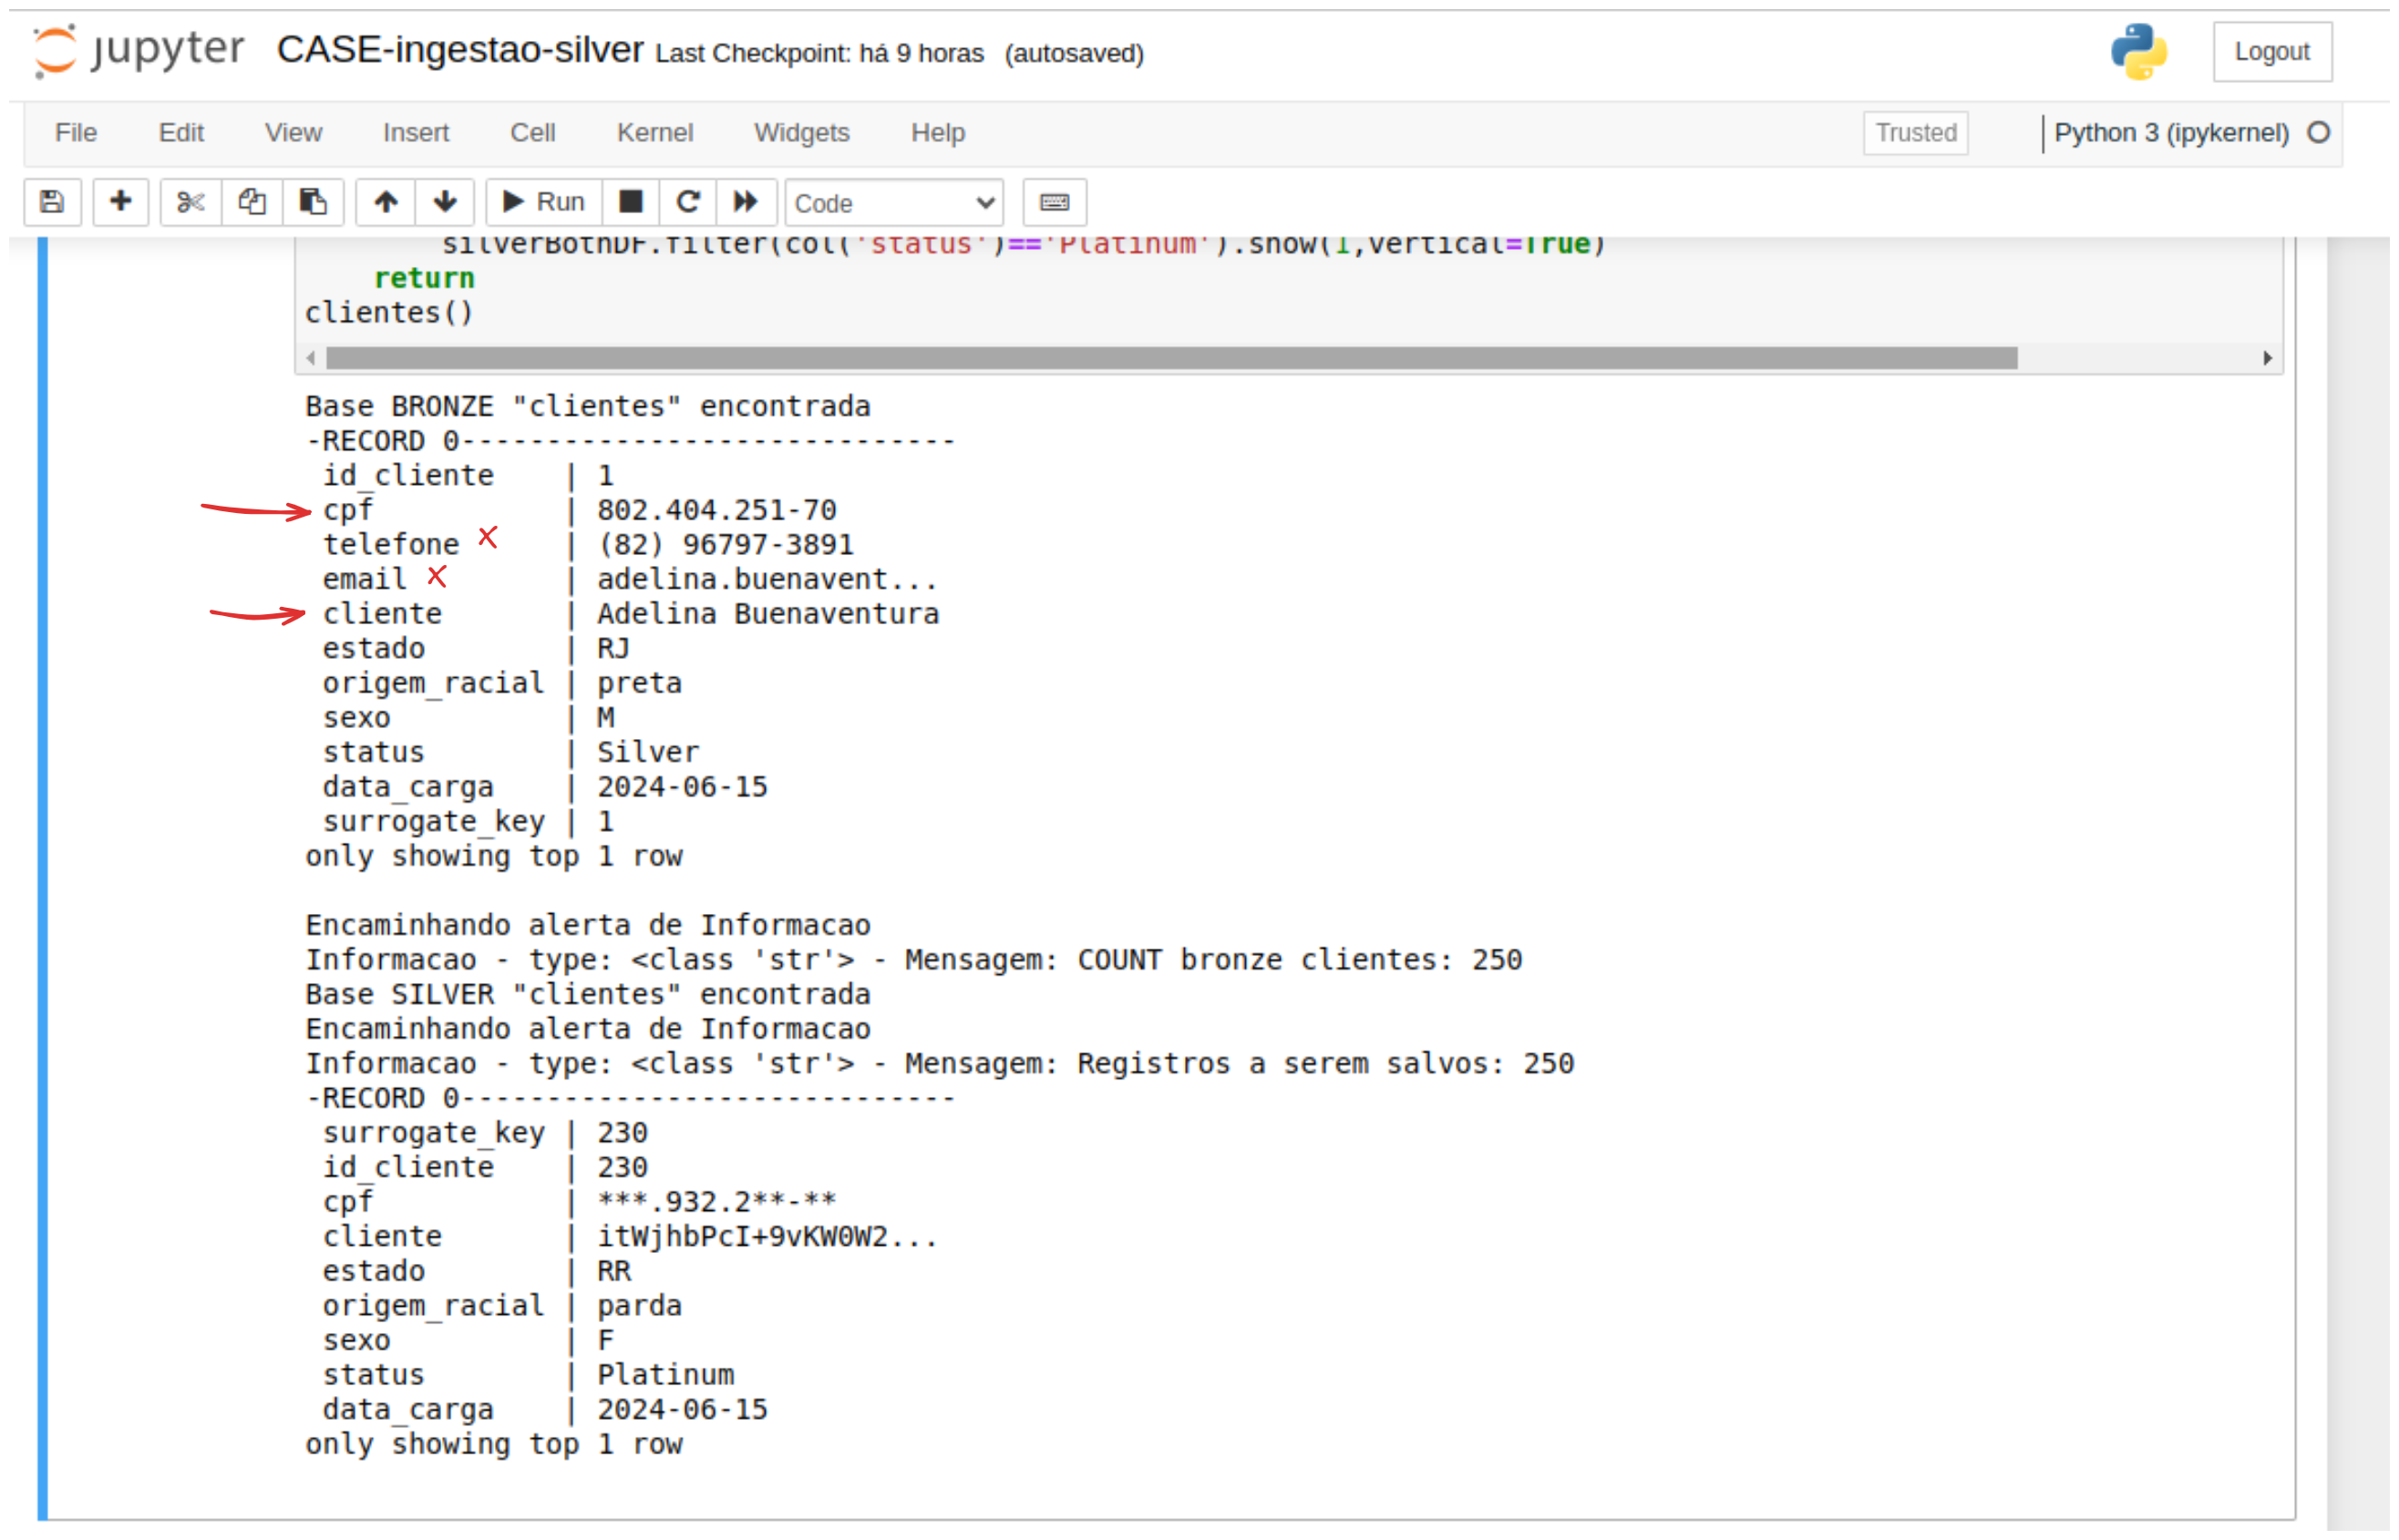 jupyter CASE-ingestao-silver Last Checkpoint: há 9 horas (autosaved) Logout
File Edit View Insert Cell Kernel Widgets Help Trusted Python 3 (ipykernel)
Run Code
silverBothDF.filter(col('status')=='Platinum').show(1,vertical=True)
return
clientes()
Base BRONZE "clientes" encontrada
-RECORD 0-----------------------------
id_cliente | 1
cpf | 802.404.251-70
telefone | (82) 96797-3891
email | adelina.buenavent...
cliente | Adelina Buenaventura
estado | RJ
origem_racial | preta
sexo | M
status | Silver
data_carga | 2024-06-15
surrogate_key | 1
only showing top 1 row
Encaminhando alerta de Informacao
Informacao - type: <class 'str'> - Mensagem: COUNT bronze clientes: 250
Base SILVER "clientes" encontrada
Encaminhando alerta de Informacao
Informacao - type: <class 'str'> - Mensagem: Registros a serem salvos: 250
-RECORD 0-----------------------------
surrogate_key | 230
id_cliente | 230
cpf | ***.932.2**-**
cliente | itWjhbPcI+9vKW0W2...
estado | RR
origem_racial | parda
sexo | F
status | Platinum
data_carga | 2024-06-15
only showing top 1 row